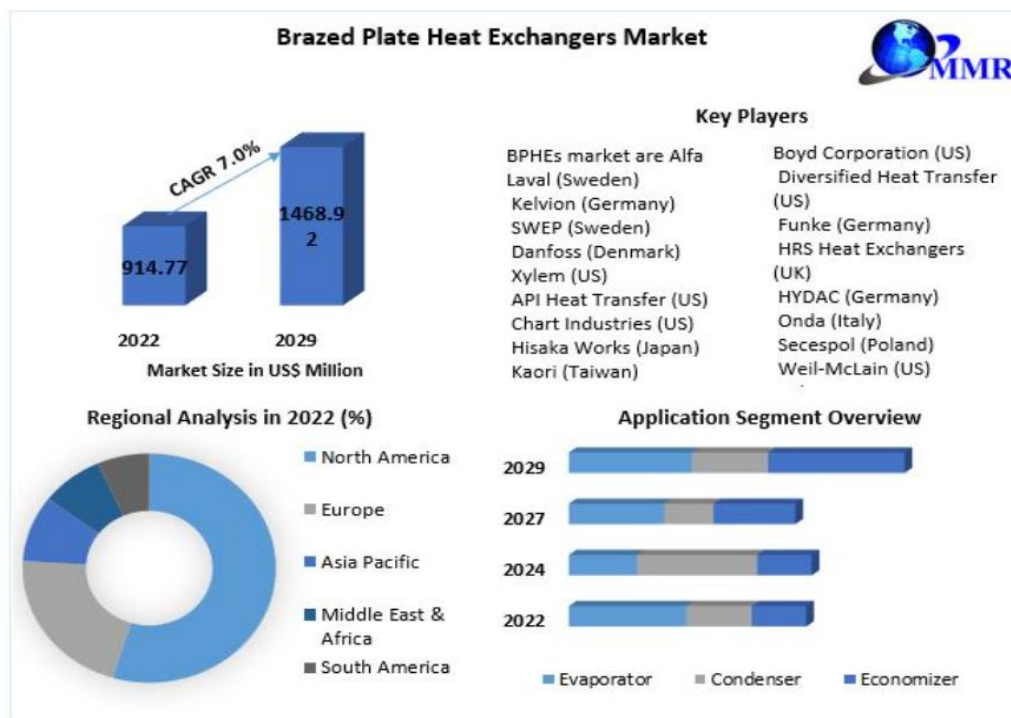 Brazed Plate Heat Exchangers Market
MMR
CAGR 7.0%
914.77
1468.9
2
2022
2029
Market Size in US$ Million
Key Players
BPHEs market are Alfa
Laval (Sweden)
Kelvion (Germany)
SWEP (Sweden)
Danfoss (Denmark)
Xylem (US)
API Heat Transfer (US)
Chart Industries (US)
Hisaka Works (Japan)
Kaori (Taiwan)
Boyd Corporation (US)
Diversified Heat Transfer
(US)
Funke (Germany)
HRS Heat Exchangers
(UK)
HYDAC (Germany)
Onda (Italy)
Secespol (Poland)
Weil-McLain (US)
Regional Analysis in 2022 (%)
North America
Europe
Asia Pacific
Middle East &
Africa
South America
Application Segment Overview
2029
2027
2024
2022
Evaporator
Condenser
Economizer